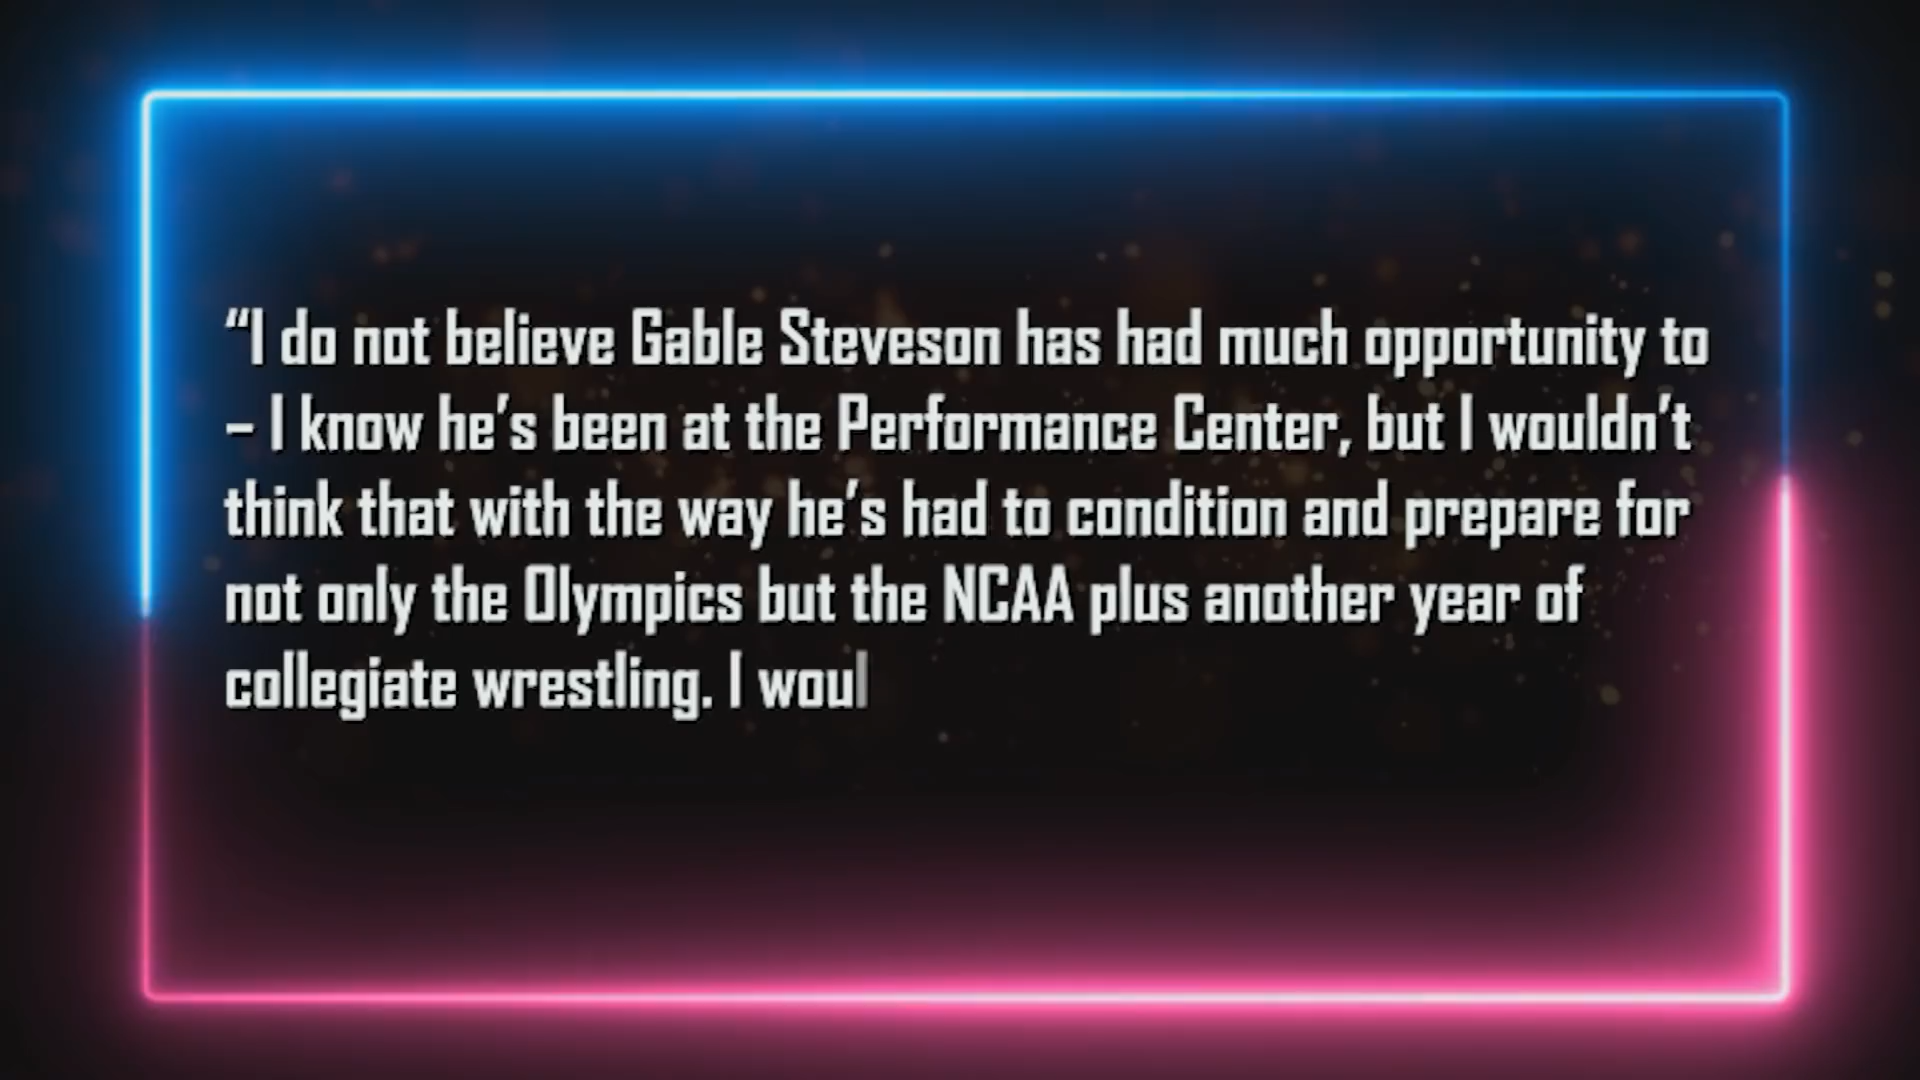 “I do not believe Gable Steveson has had much opportunity to
– I know he’s been at the Performance Center, but I wouldn’t
think that with the way he’s had to condition and prepare for
not only the Olympics but the NCAA plus another year of
collegiate wrestling. I woul